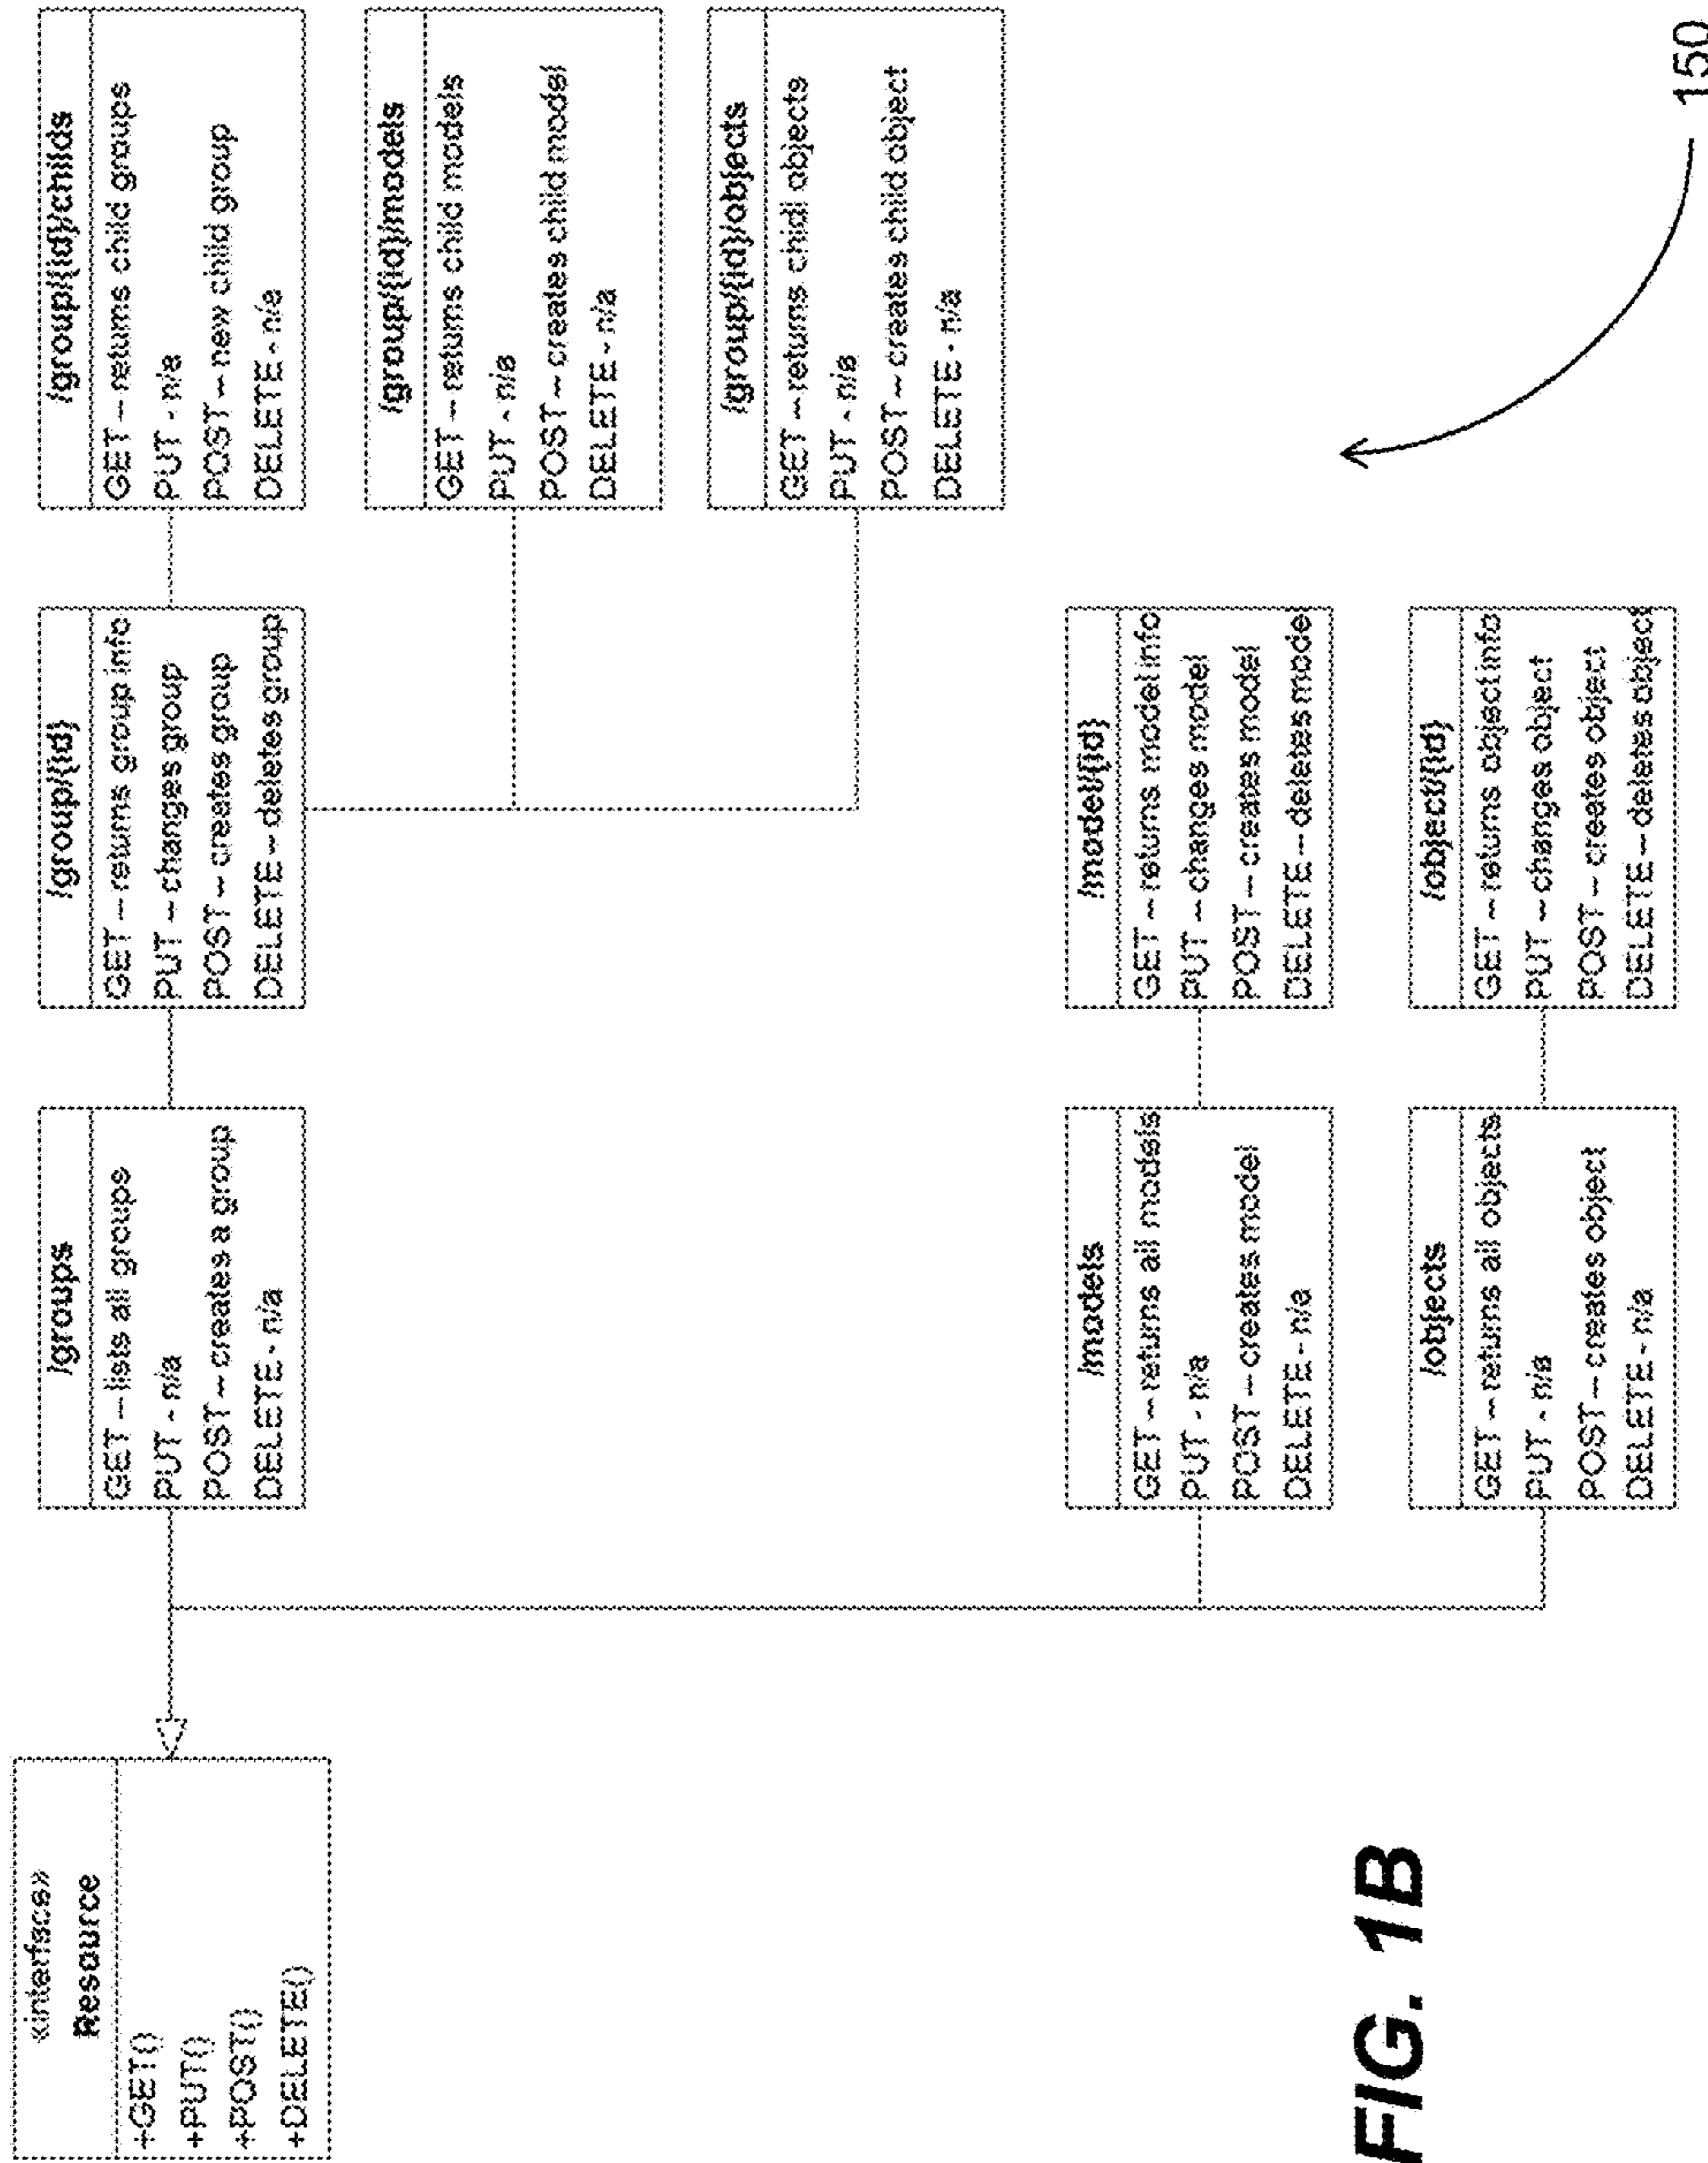 «interface»
Resource
+GET()
+PUT()
+POST()
+DELETE()
/groups
GET – lists all groups
PUT - n/a
POST – creates a group
DELETE - n/a
/group/{id}
GET – returns group info
PUT – changes group
POST – creates group
DELETE – deletes group
/group/{id}/childs
GET – returns child groups
PUT - n/a
POST – new child group
DELETE - n/a
/group/{id}/models
GET – returns child models
PUT - n/a
POST – creates child model
DELETE - n/a
/group/{id}/objects
GET – returns chidl objects
PUT - n/a
POST – creates child object
DELETE - n/a
/models
GET – returns all models
PUT - n/a
POST – creates model
DELETE - n/a
/model/{id}
GET – returns model info
PUT – changes model
POST – creates model
DELETE – deletes model
/objects
GET – returns all objects
PUT - n/a
POST – creates object
DELETE - n/a
/object/{id}
GET – returns object info
PUT – changes object
POST – creates object
DELETE – deletes object
FIG. 1B
150